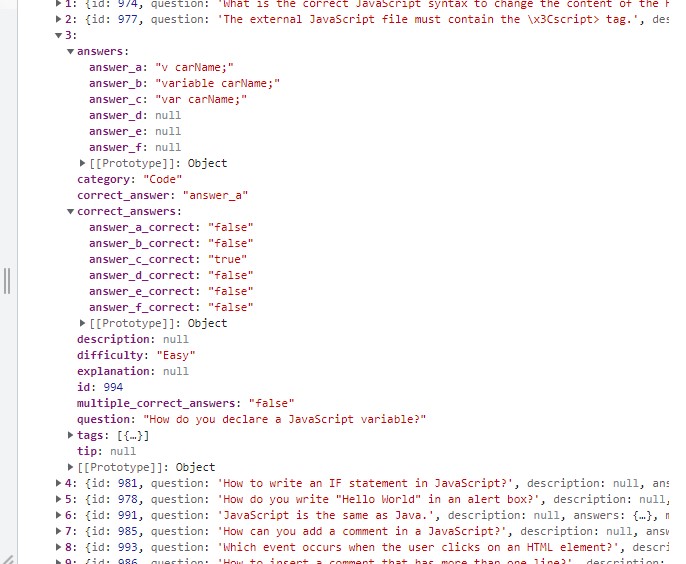 1: {id: 974, question: 'What is the correct JavaScript syntax to change the content of the
2: {id: 977, question: 'The external JavaScript file must contain the \x3Cscript> tag.', des
3:
answers:
answer_a: "v carName;"
answer_b: "variable carName;"
answer_c: "var carName;"
answer_d: null
answer_e: null
answer_f: null
[[Prototype]]: Object
category: "Code"
correct_answer: "answer_a"
correct_answers:
answer_a_correct: "false"
answer_b_correct: "false"
answer_c_correct: "true"
answer_d_correct: "false"
answer_e_correct: "false"
answer_f_correct: "false"
[[Prototype]]: Object
description: null
difficulty: "Easy"
explanation: null
id: 994
multiple_correct_answers: "false"
question: "How do you declare a JavaScript variable?"
tags: [{…}]
tip: null
[[Prototype]]: Object
4: {id: 981, question: 'How to write an IF statement in JavaScript?', description: null, ans
5: {id: 978, question: 'How do you write "Hello World" in an alert box?', description: null,
6: {id: 991, question: 'JavaScript is the same as Java.', description: null, answers: {…}, m
7: {id: 985, question: 'How can you add a comment in a JavaScript?', description: null, answ
8: {id: 993, question: 'Which event occurs when the user clicks on an HTML element?', descri
9: {id: 986, question: 'How to insert a comment that has more than one line?', description: